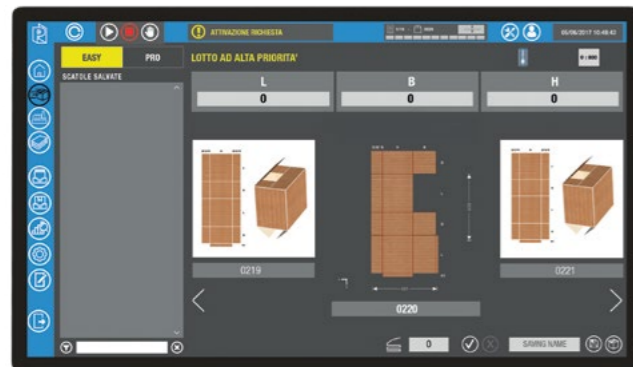 ATTIVAZIONE RICHIESTA
05/06/2017 10:49:43
EASY PRO LOTTO AD ALTA PRIORITA'
SCATOLE SALVATE
L B H
0 0 0
0219 0220 0221
0 SAVING NAME